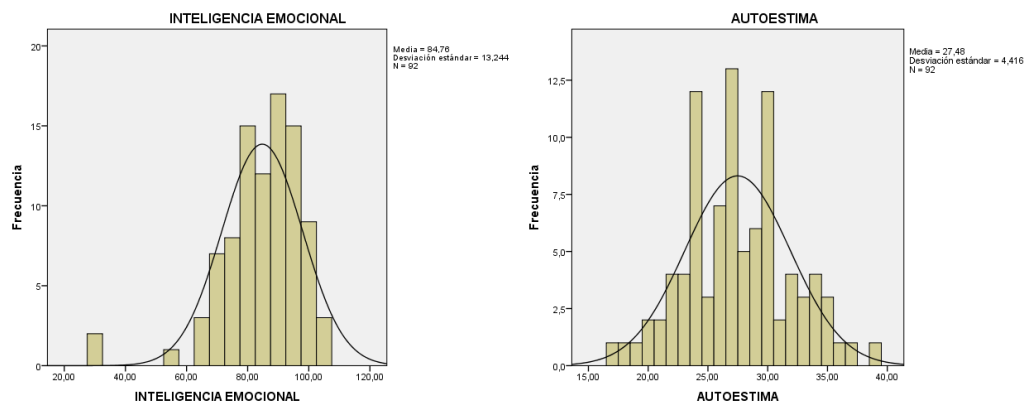 INTELIGENCIA EMOCIONAL
Media = 84,76
Desviación estándar = 13,244
N = 92
20
15
10
5
0
Frecuencia
20,00 40,00 60,00 80,00 100,00 120,00
INTELIGENCIA EMOCIONAL
AUTOESTIMA
Media = 27,48
Desviación estándar = 4,416
N = 92
12,5
10,0
7,5
5,0
2,5
0,0
Frecuencia
15,00 20,00 25,00 30,00 35,00 40,00
AUTOESTIMA